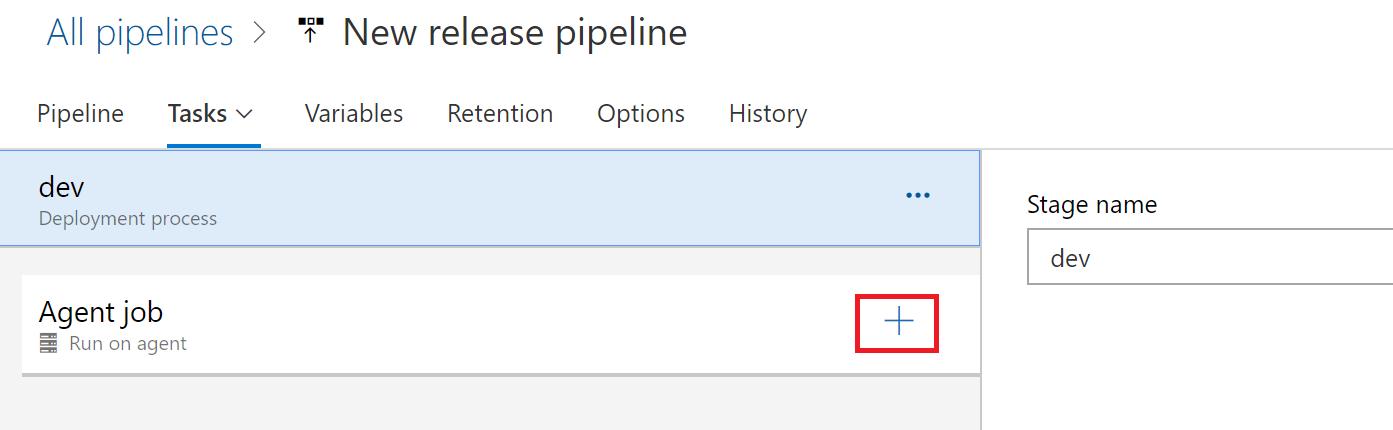 All pipelines > New release pipeline
Pipeline Tasks Variables Retention Options History
dev
Deployment process
...
Stage name
dev
Agent job
Run on agent